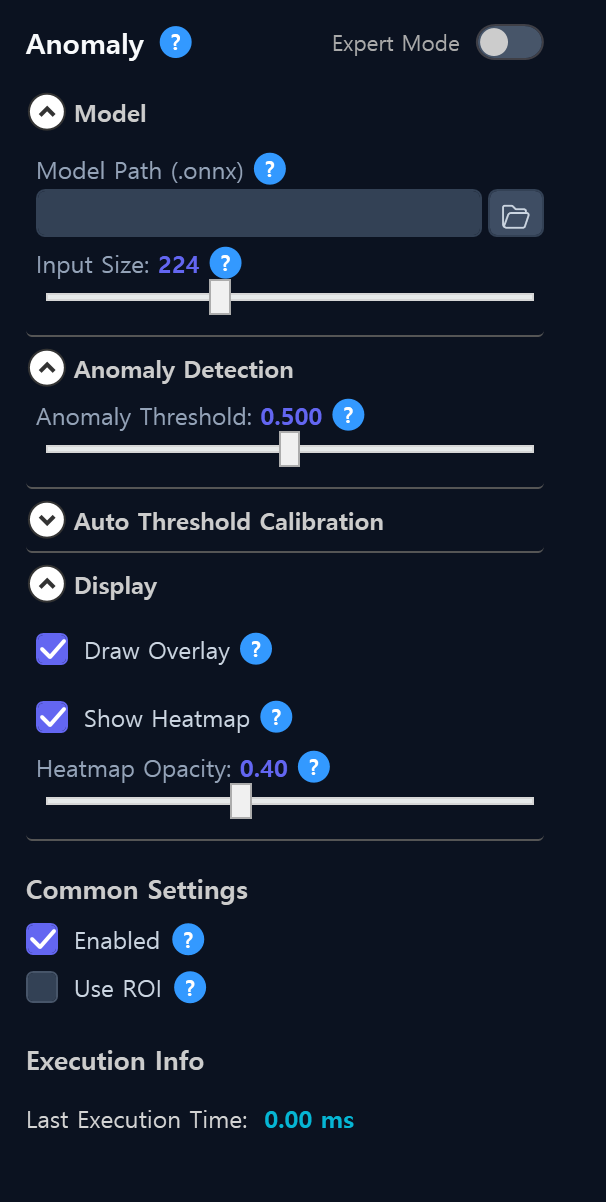 Anomaly ? Expert Mode
Model
Model Path (.onnx) ?
Input Size: 224 ?
Anomaly Detection
Anomaly Threshold: 0.500 ?
Auto Threshold Calibration
Display
Draw Overlay ?
Show Heatmap ?
Heatmap Opacity: 0.40 ?
Common Settings
Enabled ?
Use ROI ?
Execution Info
Last Execution Time: 0.00 ms